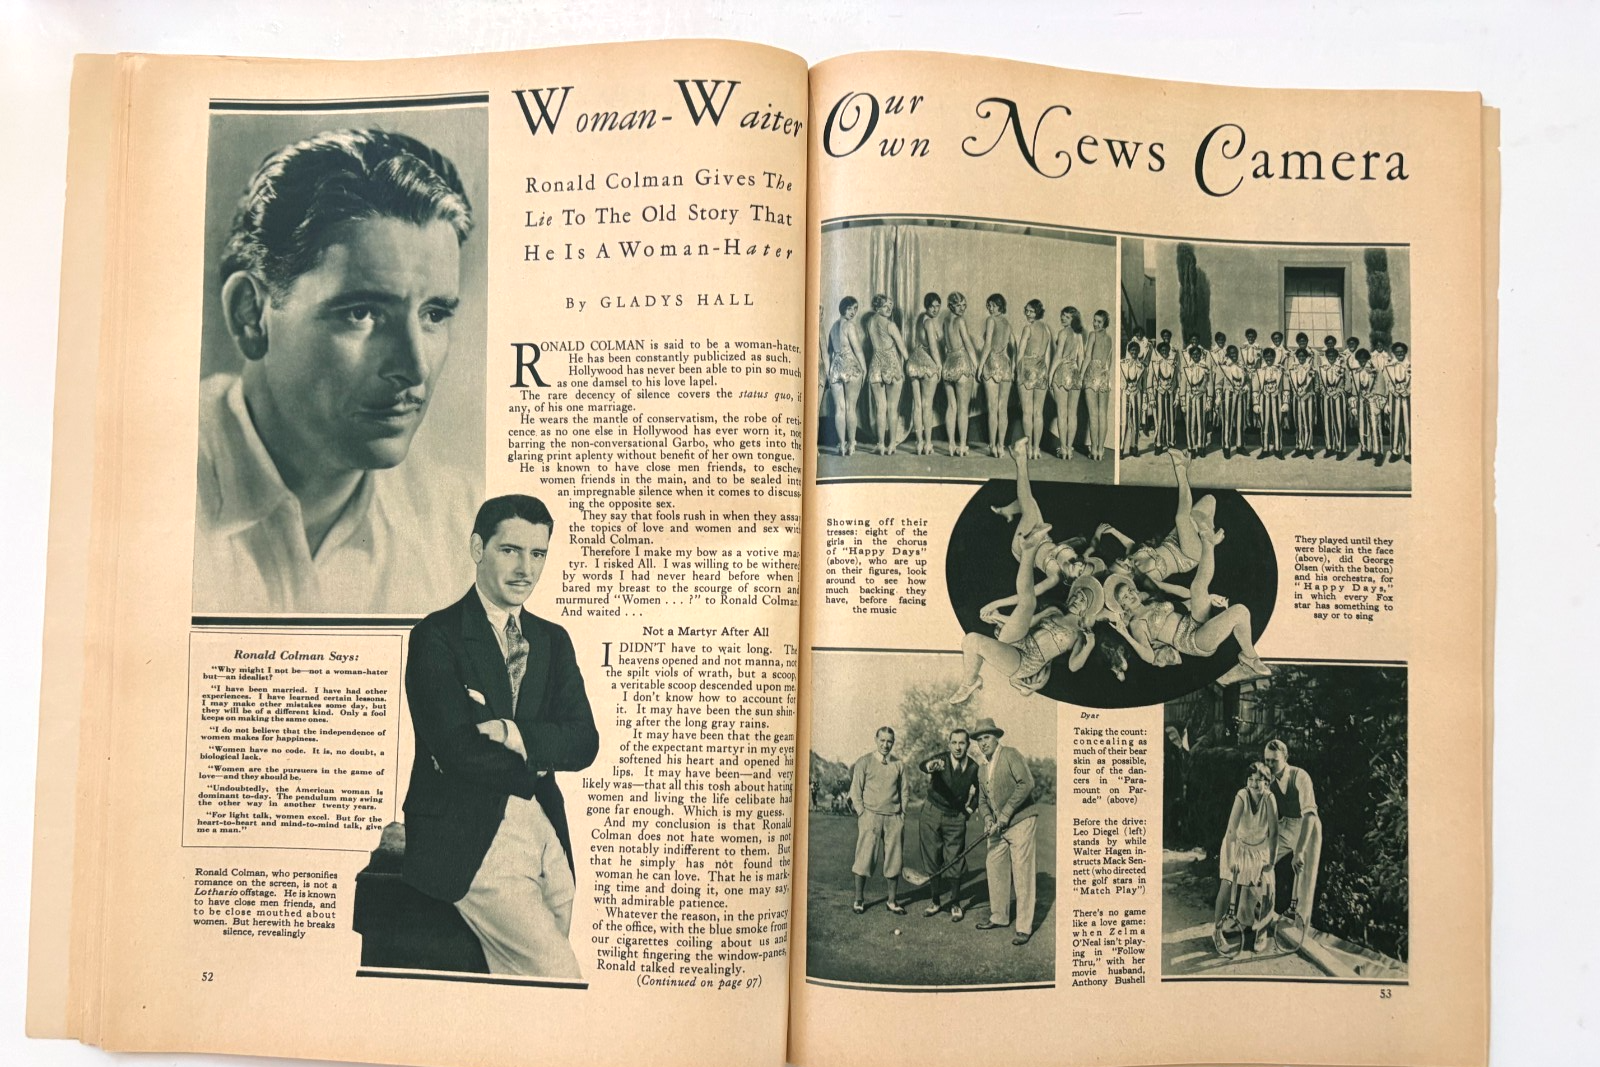 Woman-Waiter
Ronald Colman Gives The
Lie To The Old Story That
He Is A Woman-Hater
By GLADYS HALL
RONALD COLMAN is said to be a woman-hater.
He has been constantly publicized as such.
Hollywood has never been able to pin so much
as one damsel to his love lapel.
The rare decency of silence covers the status quo, if
any, of his one marriage.
He wears the mantle of conservatism, the robe of reti-
cence as no one else in Hollywood has ever worn it, not
barring the non-conversational Garbo, who gets into the
glaring print aplenty without benefit of her own tongue.
He is known to have close men friends, to eschew
women friends in the main, and to be sealed into
an impregnable silence when it comes to discuss-
ing the opposite sex.
They say that fools rush in when they assa
the topics of love and women and sex with
Ronald Colman.
Therefore I make my bow as a votive mar-
tyr. I risked All. I was willing to be withered
by words I had never heard before when I
bared my breast to the scourge of scorn and
murmured "Women . . . ?" to Ronald Colman.
And waited . . .
Not a Martyr After All
I DIDN'T have to wait long. The
heavens opened and not manna, not
the spilt viols of wrath, but a scoop,
a veritable scoop descended upon me.
I don't know how to account for
it. It may have been the sun shin-
ing after the long gray rains.
It may have been that the gleam
of the expectant martyr in my eyes
softened his heart and opened his
lips. It may have been—and very
likely was—that all this tosh about hating
women and living the life celibate had
gone far enough. Which is my guess.
And my conclusion is that Ronald
Colman does not hate women, is not
even notably indifferent to them. But
that he simply has not found the
woman he can love. That he is mark-
ing time and doing it, one may say,
with admirable patience.
Whatever the reason, in the privacy
of the office, with the blue smoke from
our cigarettes coiling about us and
twilight fingering the window-panes,
Ronald talked revealingly.
(Continued on page 97)
Ronald Colman Says:
"Why might I not be—not a woman-hater
but—an idealist?
"I have been married. I have had other
experiences. I have learned certain lessons.
I may make other mistakes some day, but
they will be of a different kind. Only a fool
keeps on making the same ones.
"I do not believe that the independence of
women makes for happiness.
"Women have no code. It is, no doubt, a
biological lack.
"Women are the pursuers in the game of
love—and they should be.
"Undoubtedly, the American woman is
dominant to-day. The pendulum may swing
the other way in another twenty years.
"For light talk, women excel. But for the
heart-to-heart and mind-to-mind talk, give
me a man."
Ronald Colman, who personifies
romance on the screen, is not a
Lothario offstage. He is known
to have close men friends, and
to be close mouthed about
women. But herewith he breaks
silence, revealingly
52
Our
Own News Camera
Showing off their
tresses: eight of the
girls in the chorus
of "Happy Days"
(above), who are up
on their figures, look
around to see how
much backing they
have, before facing
the music
They played until they
were black in the face
(above), did George
Olsen (with the baton)
and his orchestra, for
"Happy Days,"
in which every Fox
star has something to
say or to sing
Dyar
Taking the count:
concealing as
much of their bear
skin as possible,
four of the dan-
cers in "Para-
mount on Par-
ade" (above)
Before the drive:
Leo Diegel (left)
stands by while
Walter Hagen in-
structs Mack Sen-
nett (who directed
the golf stars in
"Match Play")
There's no game
like a love game:
when Zelma
O'Neal isn't play-
ing in "Follow
Thru," with her
movie husband,
Anthony Bushell
53